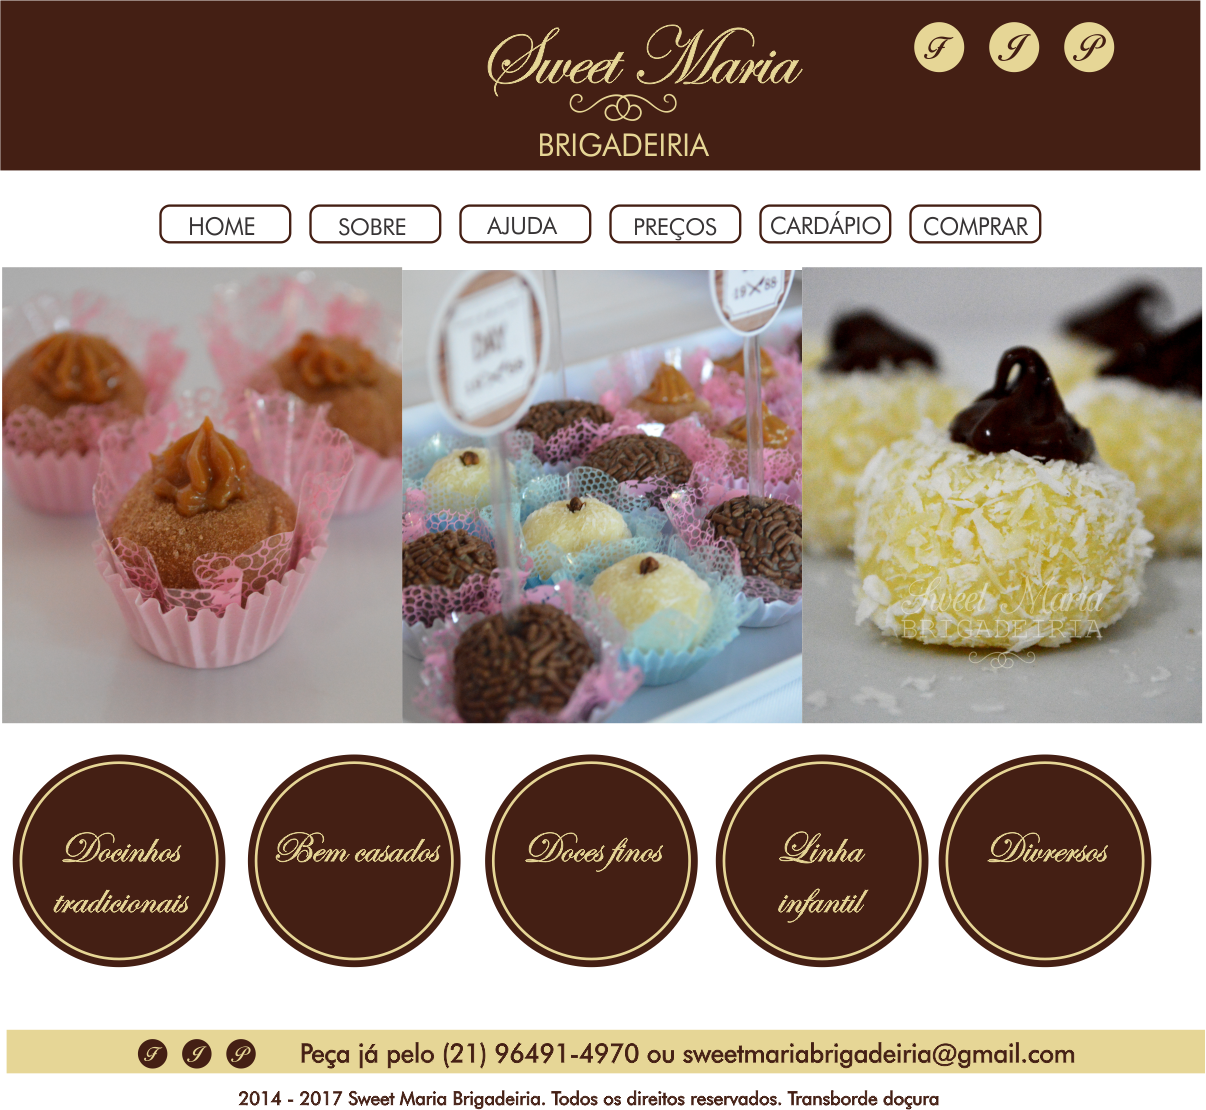 Sweet Maria
BRIGADEIRIA
F I P
HOME SOBRE AJUDA PREÇOS CARDÁPIO COMPRAR
DAY
Sweet Maria
BRIGADEIRIA
Docinhos
tradicionais
Bem casados
Doces finos
Linha
infantil
Divrersos
F I P Peça já pelo (21) 96491-4970 ou sweetmariabrigadeiria@gmail.com
2014 - 2017 Sweet Maria Brigadeiria. Todos os direitos reservados. Transborde doçura